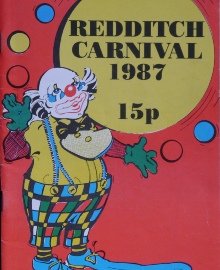 REDDITCH
CARNIVAL
1987
15p